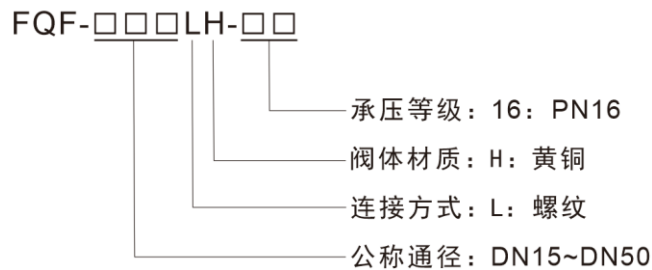 FQF-□□□LH-□□
承压等级：16：PN16
阀体材质：H：黄铜
连接方式：L：螺纹
公称通径：DN15~DN50